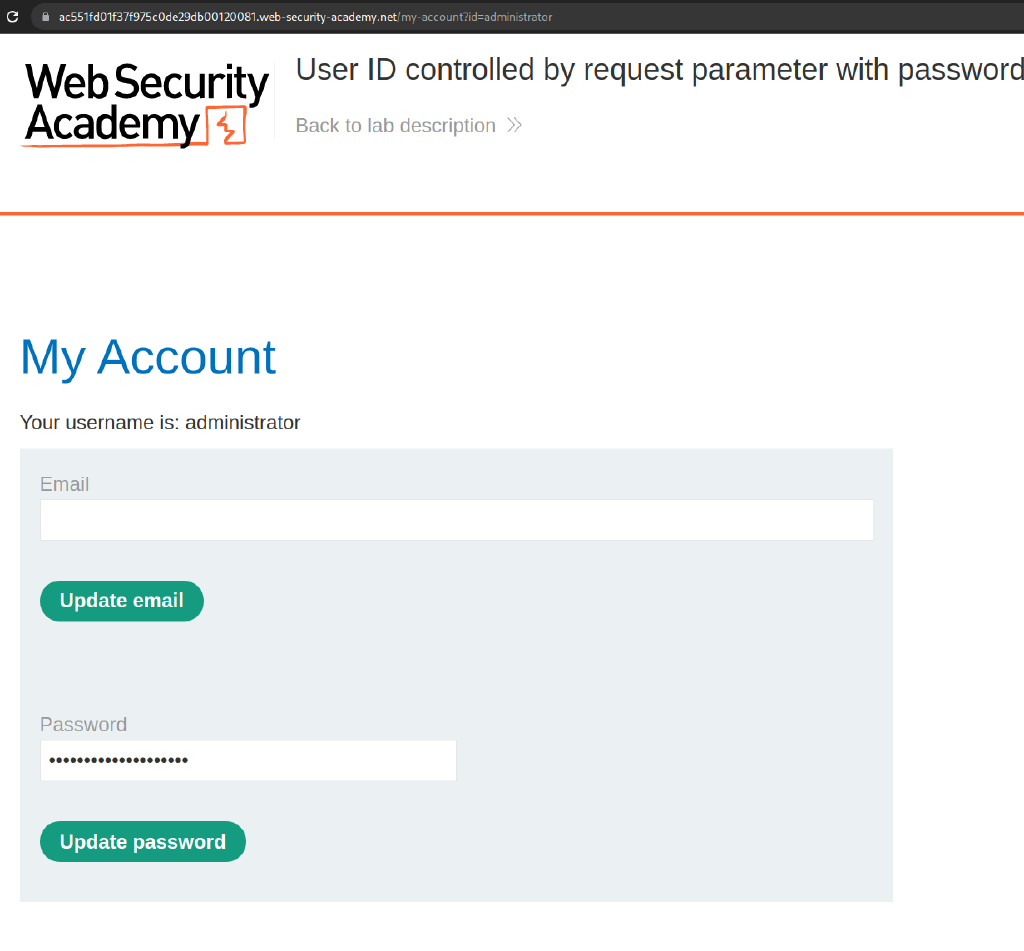 ac551fd01f37f975c0de29db00120081.web-security-academy.net/my-account?id=administrator
Web Security
Academy
User ID controlled by request parameter with password
Back to lab description
My Account
Your username is: administrator
Email
Update email
Password
••••••••••••••••••••
Update password